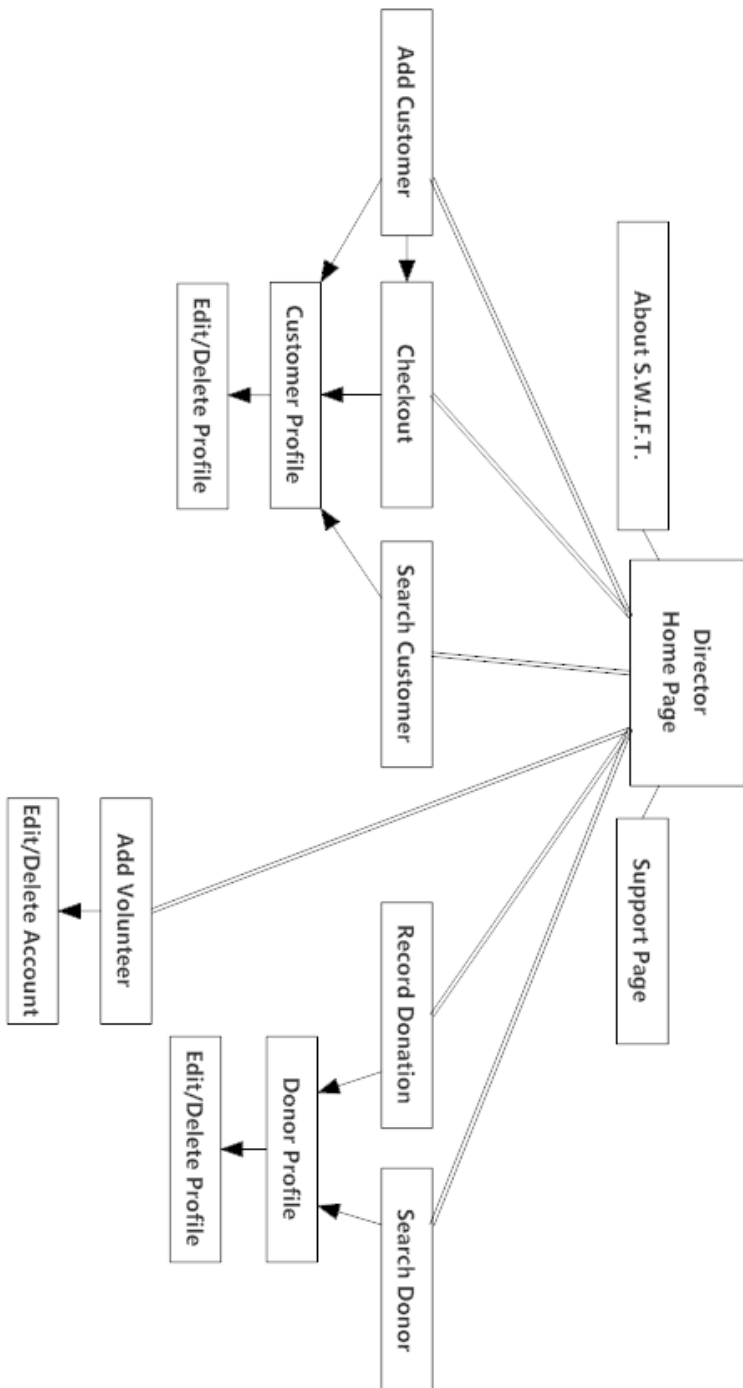 Director
Home Page
About S.W.I.F.T.
Support Page
Add Customer
Checkout
Search Customer
Record Donation
Search Donor
Customer Profile
Donor Profile
Edit/Delete Profile
Edit/Delete Profile
Add Volunteer
Edit/Delete Account